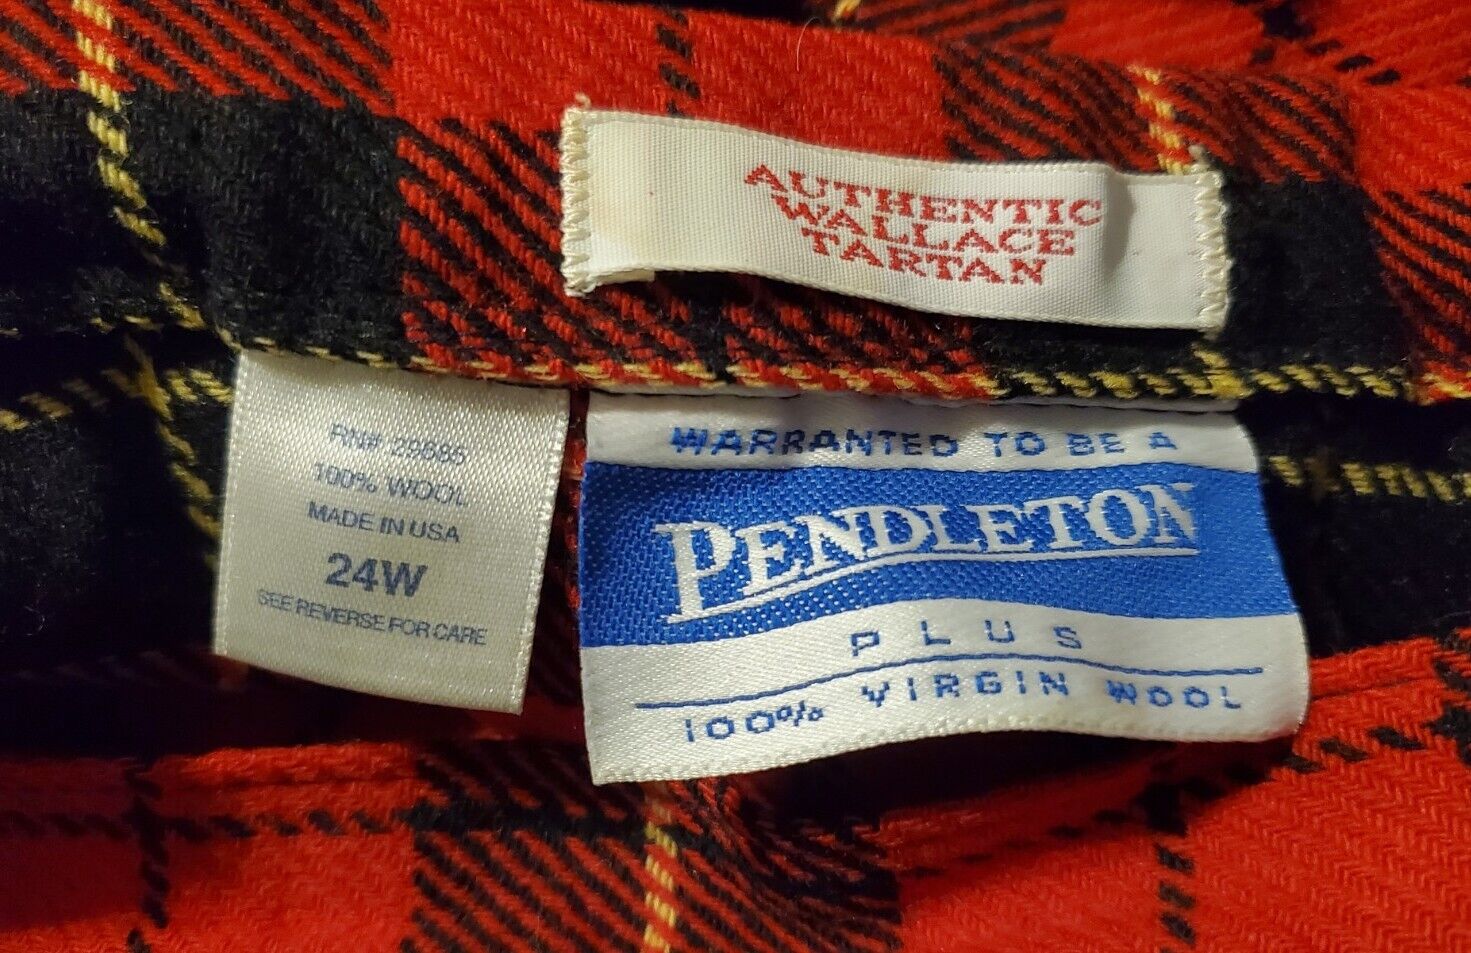 AUTHENTIC
WALLACE
TARTAN
RN# 29685
100% WOOL
MADE IN USA
24W
SEE REVERSE FOR CARE
WARRANTED TO BE A
PENDLETON
PLUS
100% VIRGIN WOOL